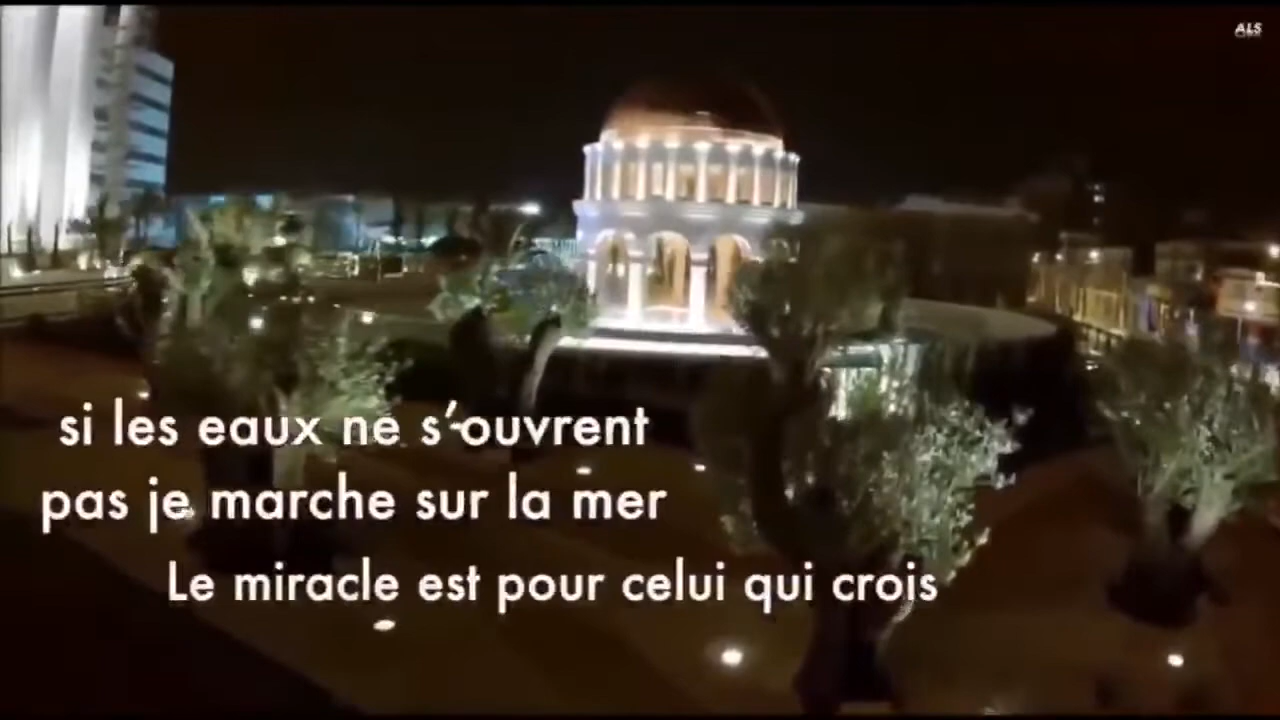 ALS
si les eaux ne s'ouvrent
pas je marche sur la mer
Le miracle est pour celui qui crois